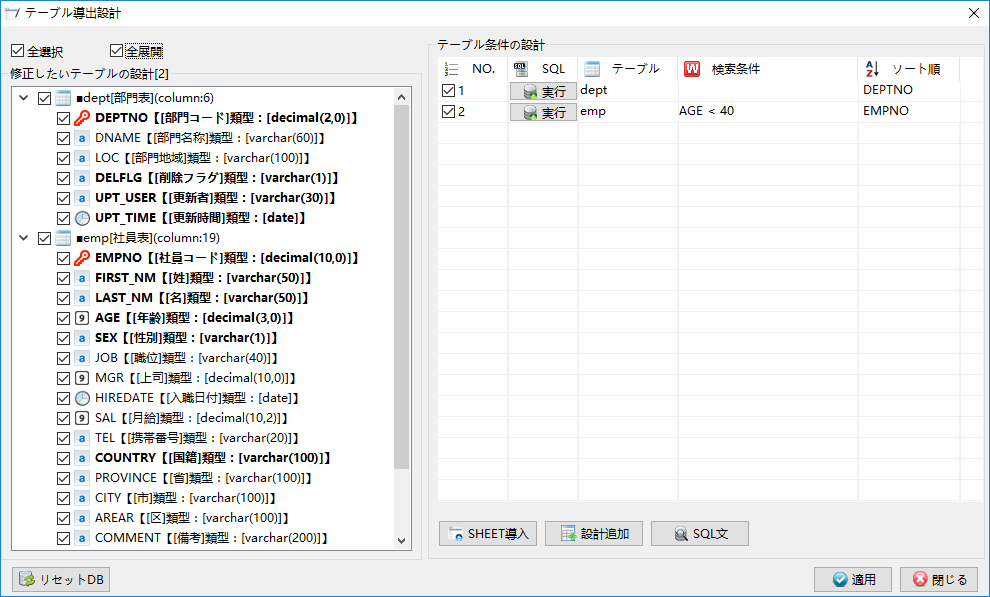 テーブル導出設計
全選択 全展開
修正したいテーブルの設計[2]
■dept[部門表](column:6)
DEPTNO【[部門コード]類型：[decimal(2,0)]】
DNAME【[部門名称]類型：[varchar(60)]】
LOC【[部門地域]類型：[varchar(100)]】
DELFLG【[削除フラグ]類型：[varchar(1)]】
UPT_USER【[更新者]類型：[varchar(30)]】
UPT_TIME【[更新時間]類型：[date]】
■emp[社員表](column:19)
EMPNO【[社員コード]類型：[decimal(10,0)]】
FIRST_NM【[姓]類型：[varchar(50)]】
LAST_NM【[名]類型：[varchar(50)]】
AGE【[年齢]類型：[decimal(3,0)]】
SEX【[性別]類型：[varchar(1)]】
JOB【[職位]類型：[varchar(40)]】
MGR【[上司]類型：[decimal(10,0)]】
HIREDATE【[入職日付]類型：[date]】
SAL【[月給]類型：[decimal(10,2)]】
TEL【[携帯番号]類型：[varchar(20)]】
COUNTRY【[国籍]類型：[varchar(100)]】
PROVINCE【[省]類型：[varchar(100)]】
CITY【[市]類型：[varchar(100)]】
AREAR【[区]類型：[varchar(100)]】
COMMENT【[備考]類型：[varchar(200)]】
テーブル条件の設計
NO. SQL テーブル 検索条件 ソート順
1 実行 dept DEPTNO
2 実行 emp AGE < 40 EMPNO
SHEET導入 設計追加 SQL文
リセットDB 適用 閉じる